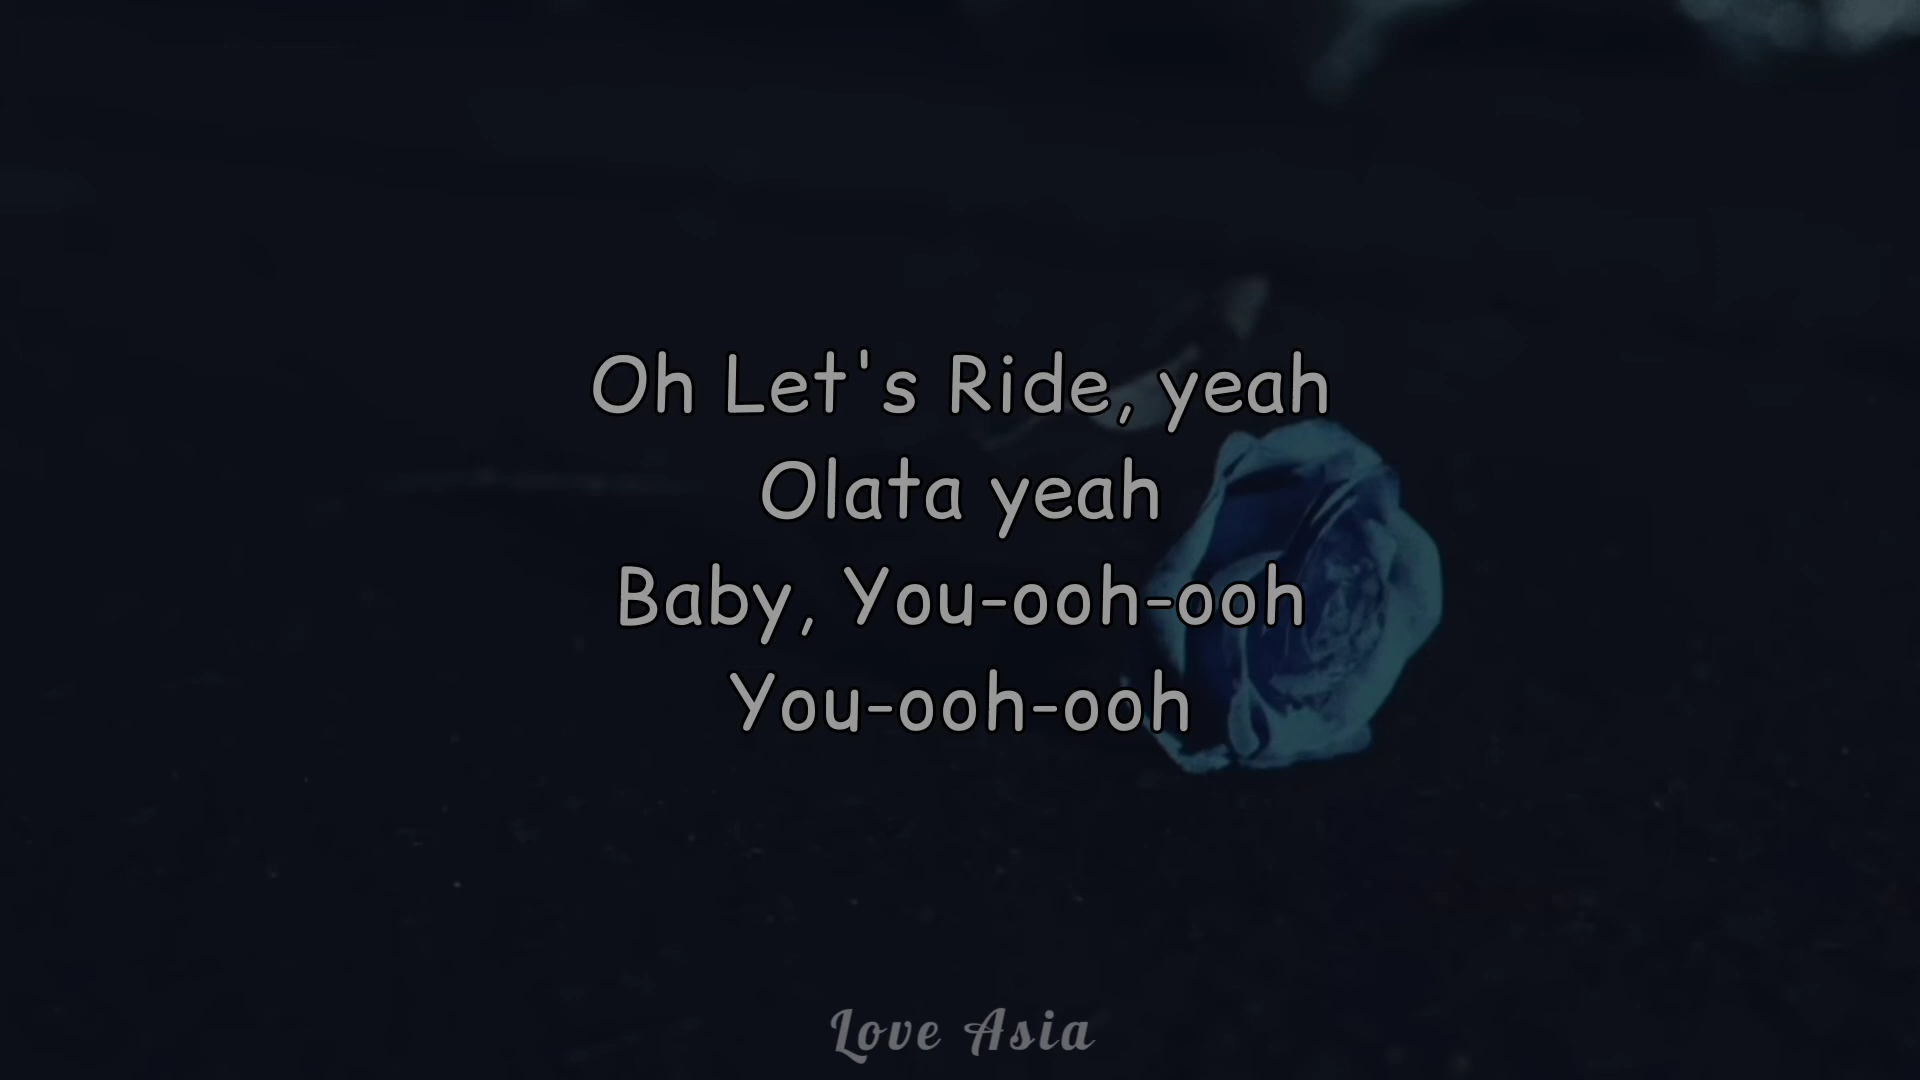 Oh Let's Ride, yeah
Olata yeah
Baby, You-ooh-ooh
You-ooh-ooh
Love Asia